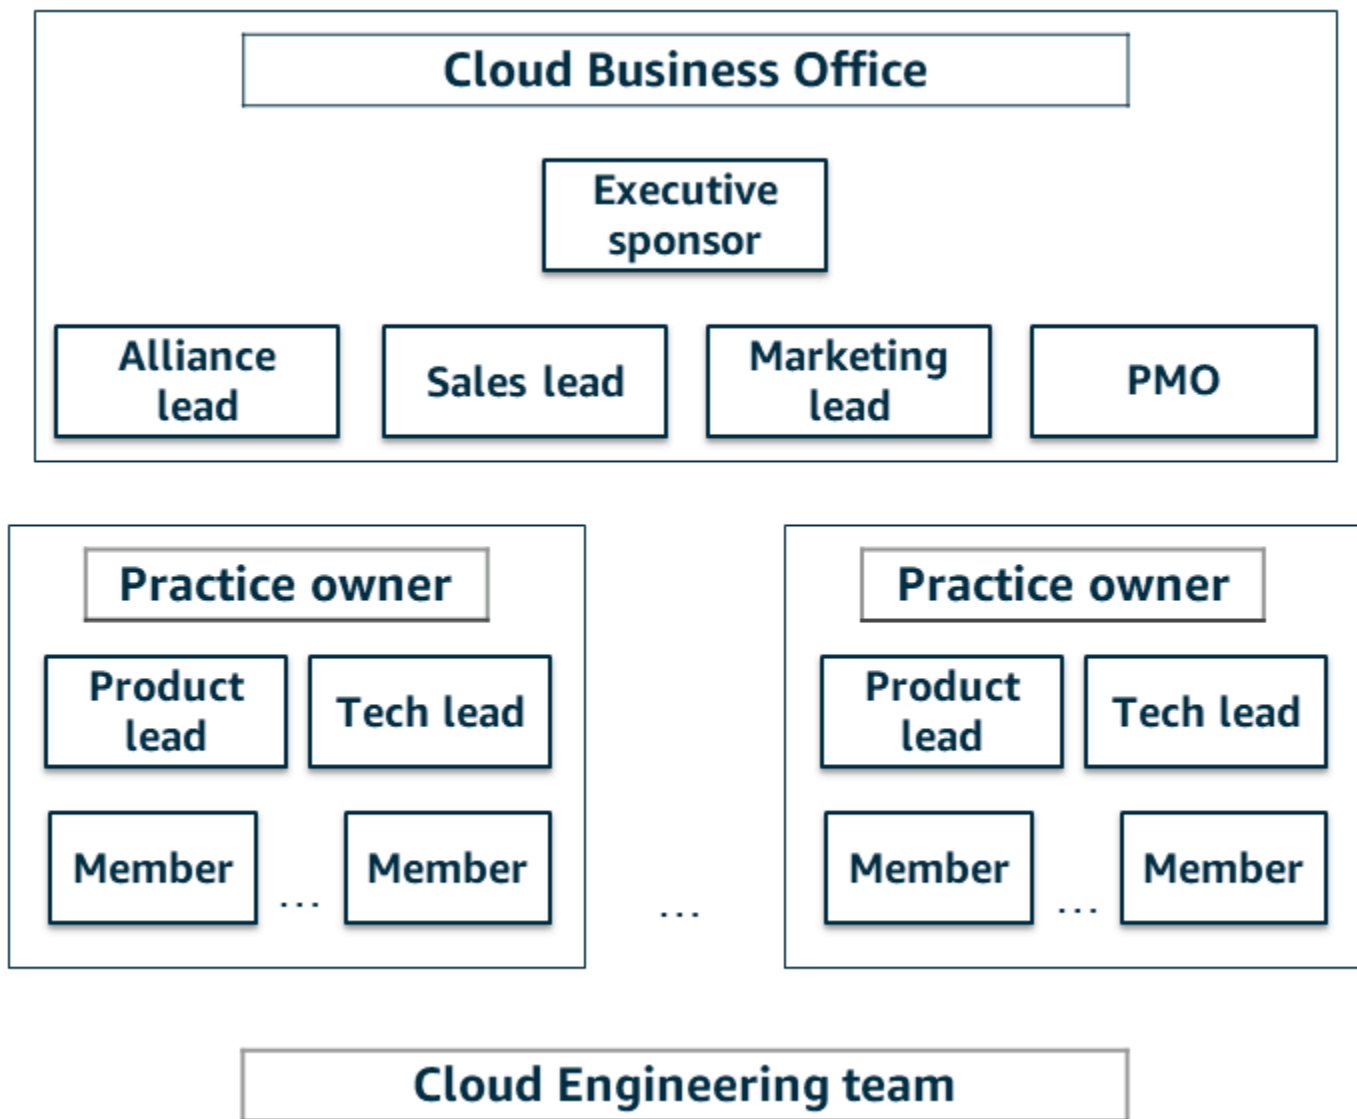 Cloud Business Office
Executive
sponsor
Alliance
lead
Sales lead
Marketing
lead
PMO
Practice owner
Product
lead
Tech lead
Member
...
Member
...
Practice owner
Product
lead
Tech lead
Member
...
Member
Cloud Engineering team